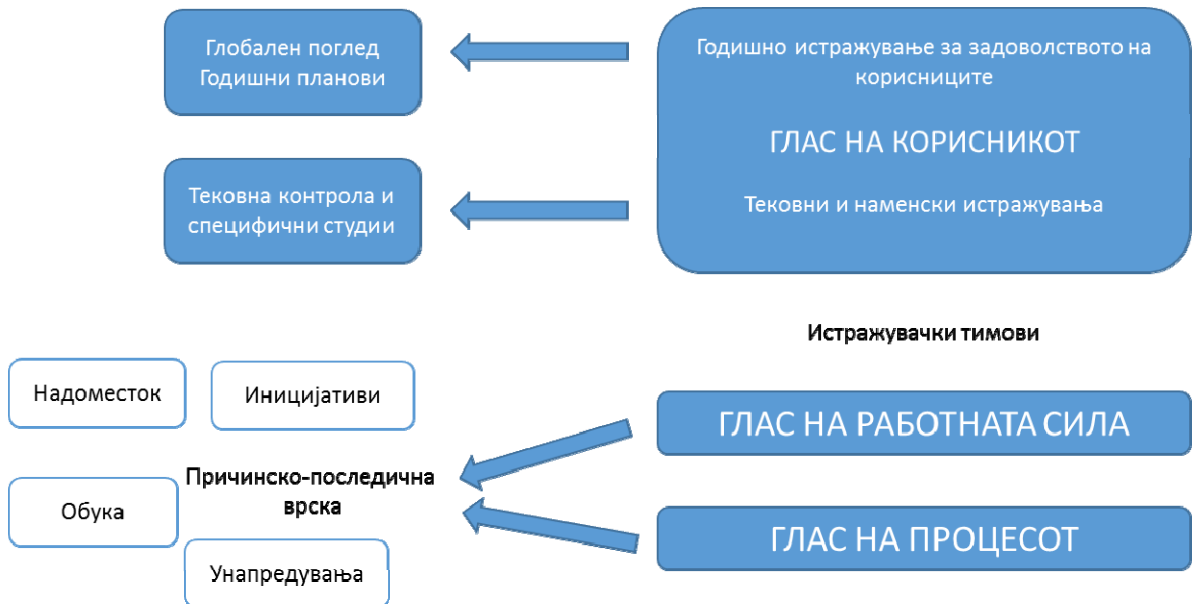 Глобален поглед
Годишни планови
Годишно истражување за задоволството на
корисниците
ГЛАС НА КОРИСНИКОТ
Тековни и наменски истражувања
Тековна контрола и
специфични студии
Истражувачки тимови
Надоместок
Иницијативи
ГЛАС НА РАБОТНАТА СИЛА
Причинско-последична
врска
Обука
ГЛАС НА ПРОЦЕСОТ
Унапредувања